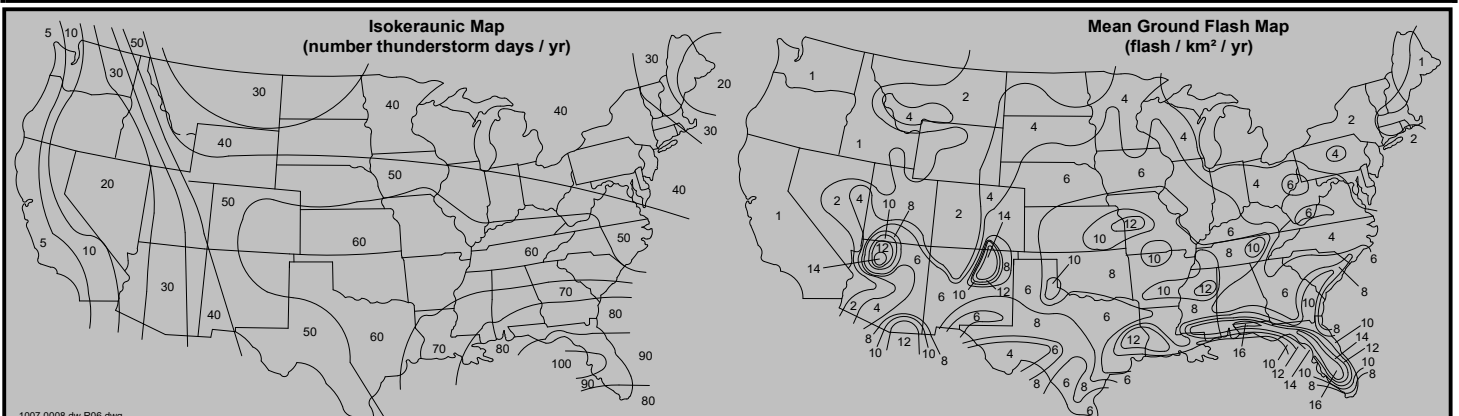 Isokeraunic Map
(number thunderstorm days / yr)
5 10 50
30 30 30
20
40 40 30
40
50
20 50 40
5 10 60 60 50
30 40
50 60 70
80
70 80
100 90
90
80
Mean Ground Flash Map
(flash / km² / yr)
1 2 4 1
4 4 4 2
1 2
4
6 6 4 6
2 4 10 8 2 4 14
1 12 6
10 12 6 4
14 6 8 10 8 10 10 6
2 4 6 10 12 6 8 10 12 8 6 10 8
8 10 12 10 8 6 8 6 12 8
4 6 16 10 14 12 10 8
8 6 8 6 10 12 14 10 8
6 16
1007 0008.dw R06.dwg